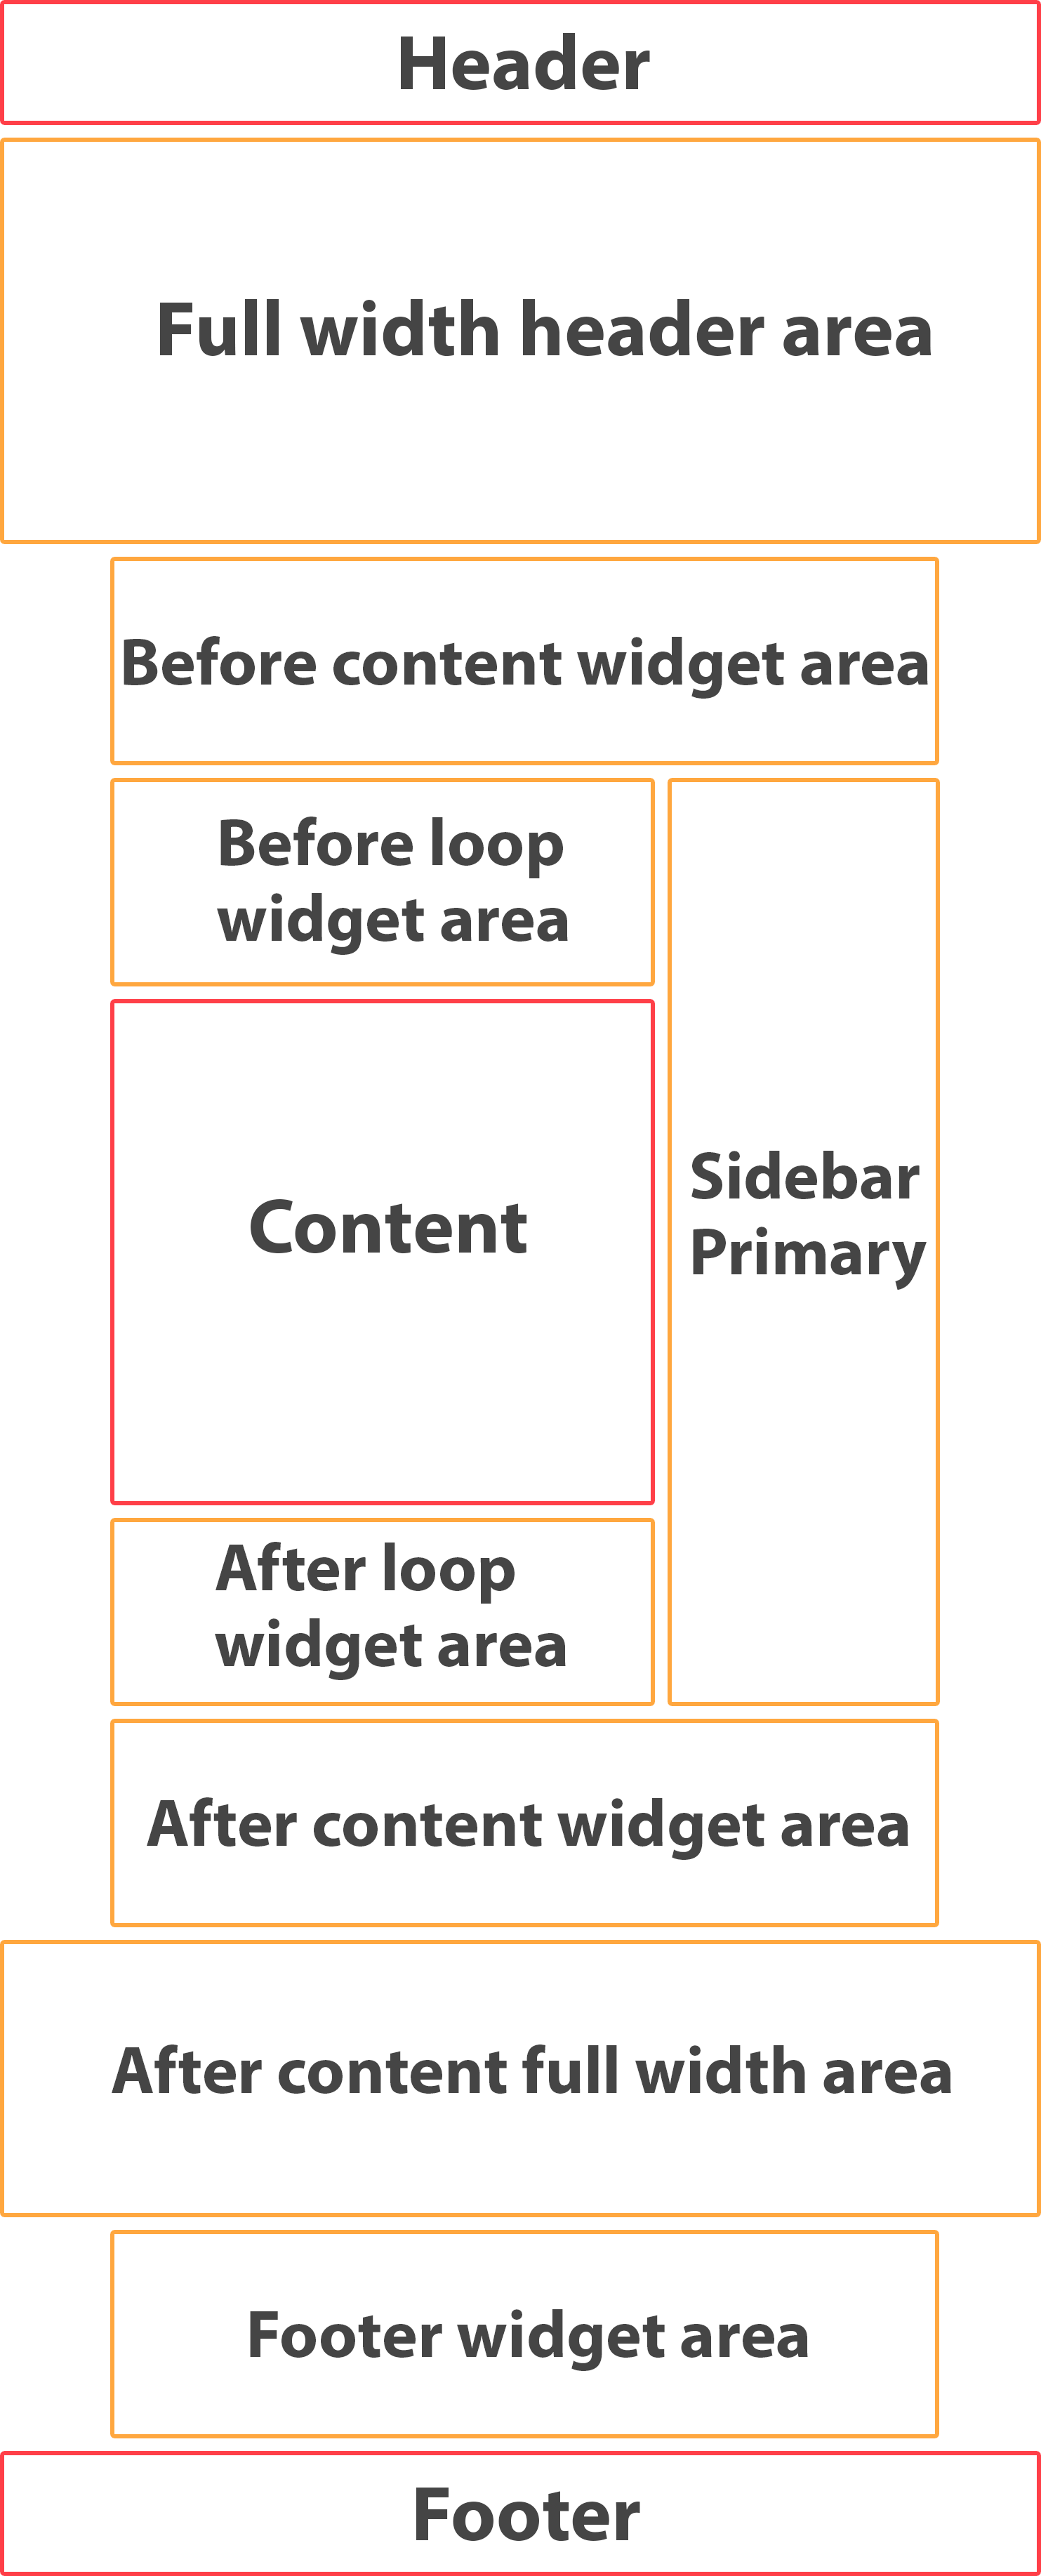 Header
Full width header area
Before content widget area
Before loop
widget area
Content
Sidebar
Primary
After loop
widget area
After content widget area
After content full width area
Footer widget area
Footer